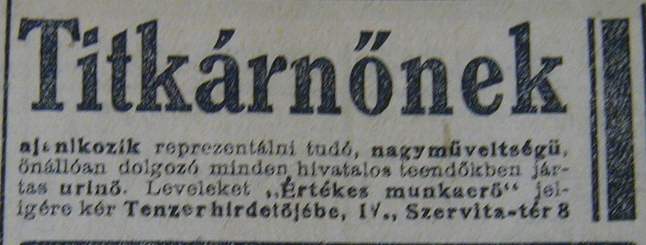 Titkárnőnek
ajánlkozik reprezentálni tudó, nagyműveltségü,
önállóan dolgozó minden hivatalos teendőkben jár-
tas urinő. Leveleket „Értékes munkaerő“ jel-
igére kér Tenzer hirdetőjébe, IV., Szervita-tér 8